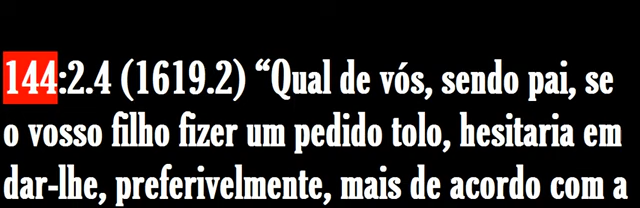 144:2.4 (1619.2) “Qual de vós, sendo pai, se
o vosso filho fizer um pedido tolo, hesitaria em
dar-lhe, preferivelmente, mais de acordo com a